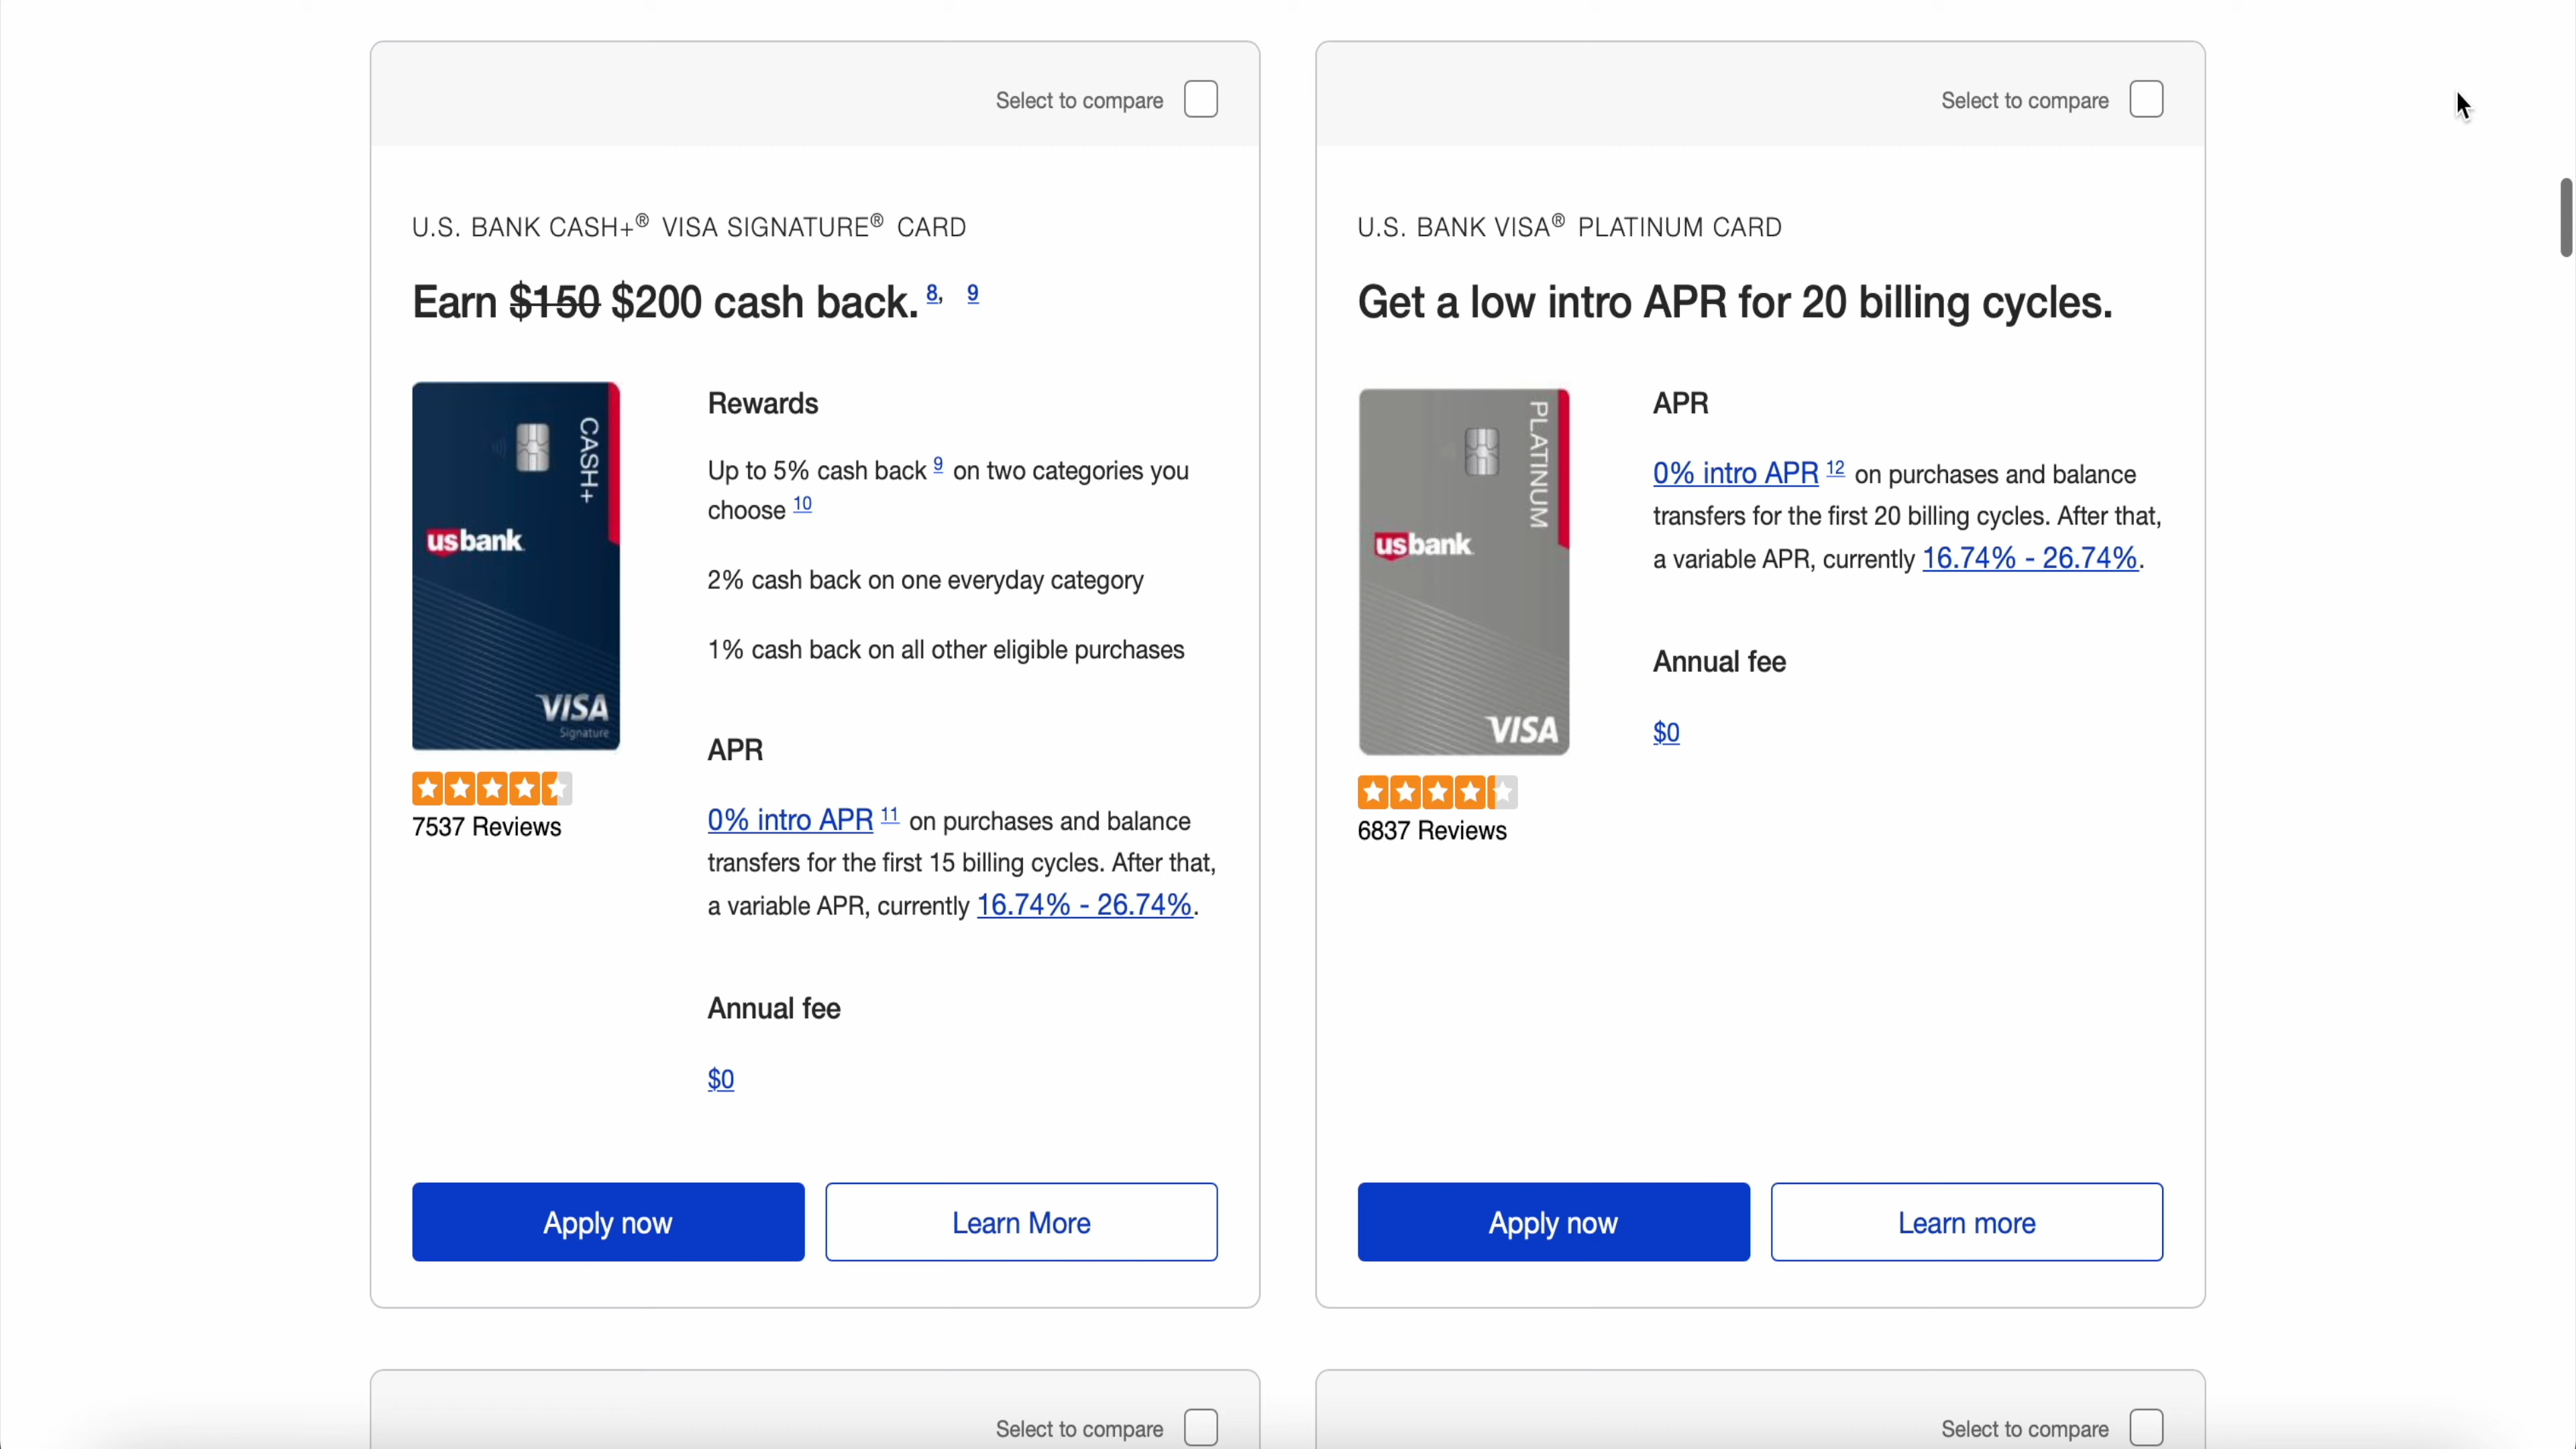 Select to compare
U.S. BANK CASH+® VISA SIGNATURE® CARD
Earn $150 $200 cash back. 8, 9
CASH+
usbank
VISA
Signature
7537 Reviews
Rewards
Up to 5% cash back 9 on two categories you
choose 10
2% cash back on one everyday category
1% cash back on all other eligible purchases
APR
0% intro APR 11 on purchases and balance
transfers for the first 15 billing cycles. After that,
a variable APR, currently 16.74% - 26.74%.
Annual fee
$0
Apply now
Learn More
Select to compare
U.S. BANK VISA® PLATINUM CARD
Get a low intro APR for 20 billing cycles.
PLATINUM
usbank
VISA
6837 Reviews
APR
0% intro APR 12 on purchases and balance
transfers for the first 20 billing cycles. After that,
a variable APR, currently 16.74% - 26.74%.
Annual fee
$0
Apply now
Learn more
Select to compare
Select to compare